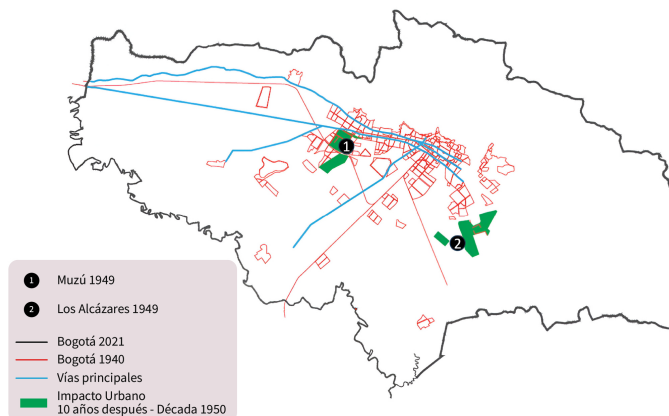 1
2
1 Muzú 1949
2 Los Alcázares 1949
Bogotá 2021
Bogotá 1940
Vías principales
Impacto Urbano
10 años después - Década 1950